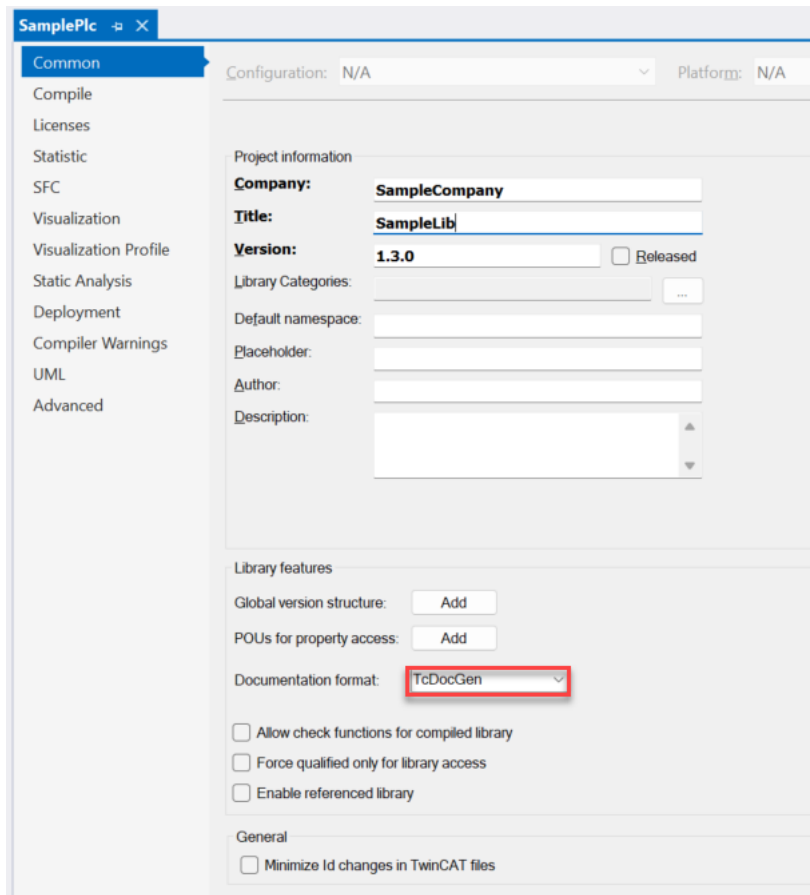 SamplePlc
Common
Compile
Licenses
Statistic
SFC
Visualization
Visualization Profile
Static Analysis
Deployment
Compiler Warnings
UML
Advanced
Configuration: N/A Platform: N/A
Project information
Company: SampleCompany
Title: SampleLib
Version: 1.3.0 Released
Library Categories: ...
Default namespace:
Placeholder:
Author:
Description:
Library features
Global version structure: Add
POUs for property access: Add
Documentation format: TcDocGen
Allow check functions for compiled library
Force qualified only for library access
Enable referenced library
General
Minimize Id changes in TwinCAT files